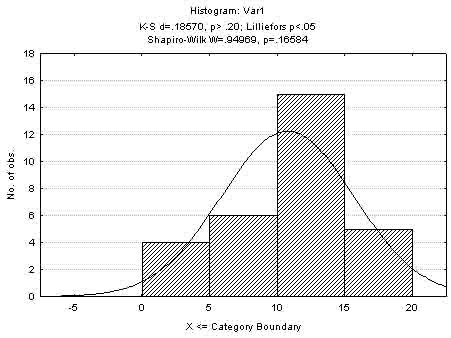 Histogram: Var1
K-S d=.18570, p> .20; Lilliefors p<.05
Shapiro-Wilk W=.94969, p=.16584
18
16
14
12
10
8
6
4
2
0
No. of obs.
-5 0 5 10 15 20
X <= Category Boundary